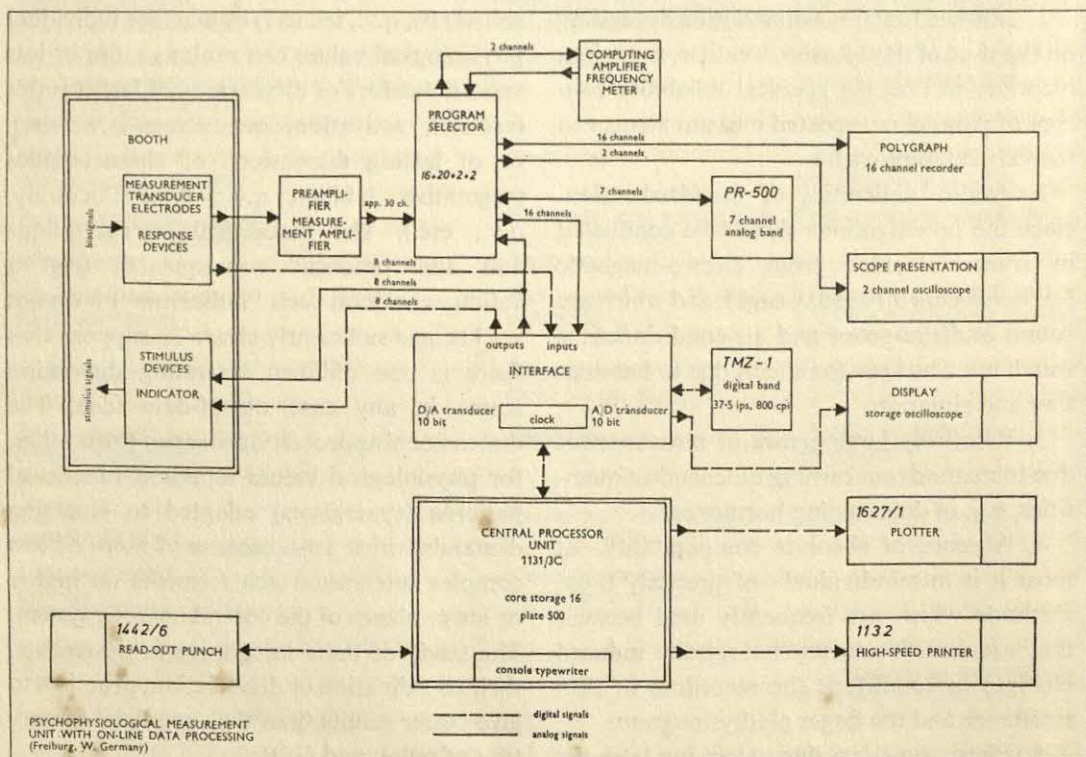 BOOTH
biosignals
MEASUREMENT
TRANSDUCER
ELECTRODES
RESPONSE
DEVICES
STIMULUS
DEVICES
INDICATOR
stimulus signals
PREAMPLI-
FIER
MEASURE-
MENT AMPLI-
FIER
app. 30 ch.
PROGRAM
SELECTOR
16+20+2+2
2 channels
COMPUTING
AMPLIFIER
FREQUENCY
METER
16 channels
2 channels
POLYGRAPH
16 channel recorder
7 channels
PR-500
7 channel
analog band
16 channels
SCOPE PRESENTATION
2 channel oscilloscope
8 channels
8 channels
outputs
inputs
INTERFACE
D/A transducer
10 bit
clock
A/D transducer
10 bit
TMZ-1
digital band
37·5 ips, 800 cpi
DISPLAY
storage oscilloscope
CENTRAL PROCESSOR
UNIT
1131/3C
core storage 16
plate 500
console typewriter
1627/1
PLOTTER
1442/6
READ-OUT PUNCH
1132
HIGH-SPEED PRINTER
digital signals
analog signals
PSYCHOPHYSIOLOGICAL MEASUREMENT
UNIT WITH ON-LINE DATA PROCESSING
(Freiburg, W. Germany)